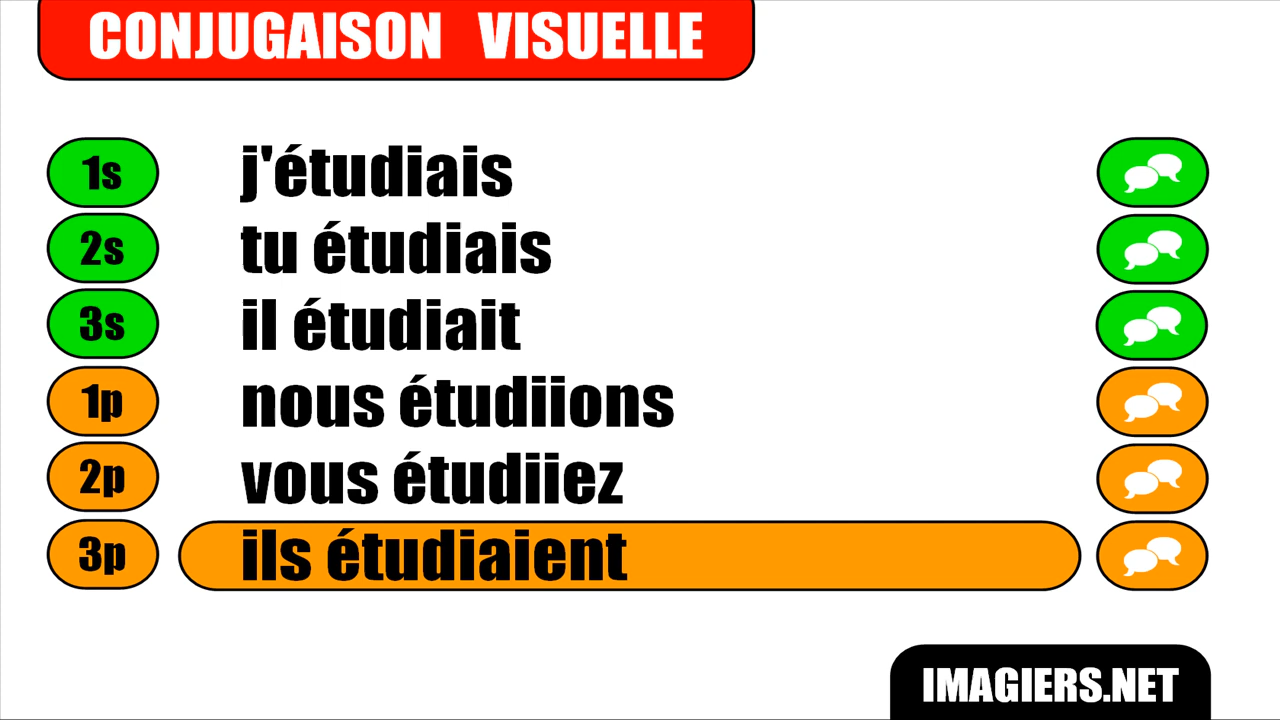 CONJUGAISON VISUELLE
1s j'étudiais
2s tu étudiais
3s il étudiait
1p nous étudiions
2p vous étudiiez
3p ils étudiaient
IMAGIERS.NET